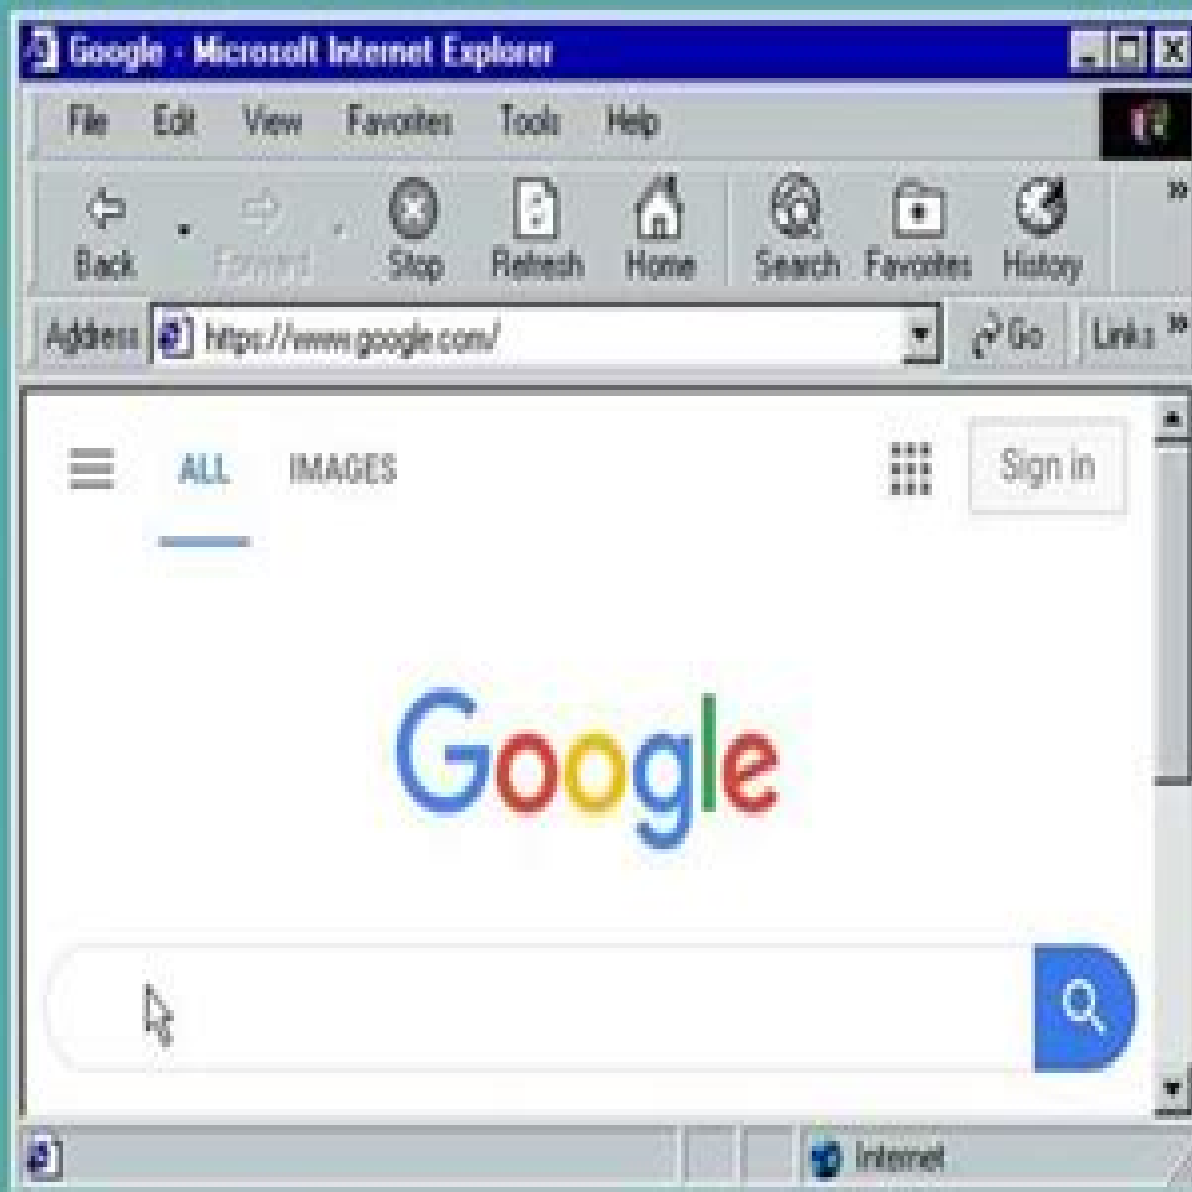 Google - Microsoft Internet Explorer
File Edit View Favorites Tools Help
Back Forward Stop Refresh Home Search Favorites History »
Address https://www.google.com/ Go Links »
ALL IMAGES Sign in
Google
Internet